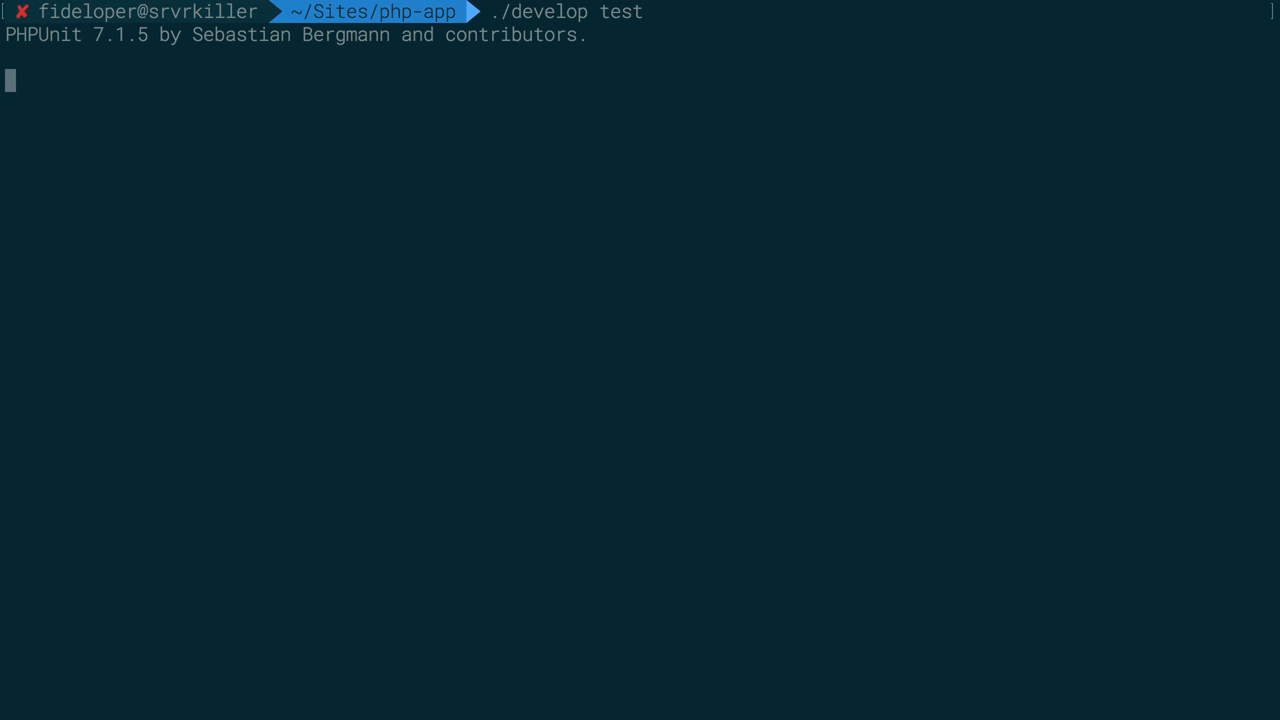 [ ✘ fideloper@srvrkiller ~/Sites/php-app ./develop test ]
PHPUnit 7.1.5 by Sebastian Bergmann and contributors.